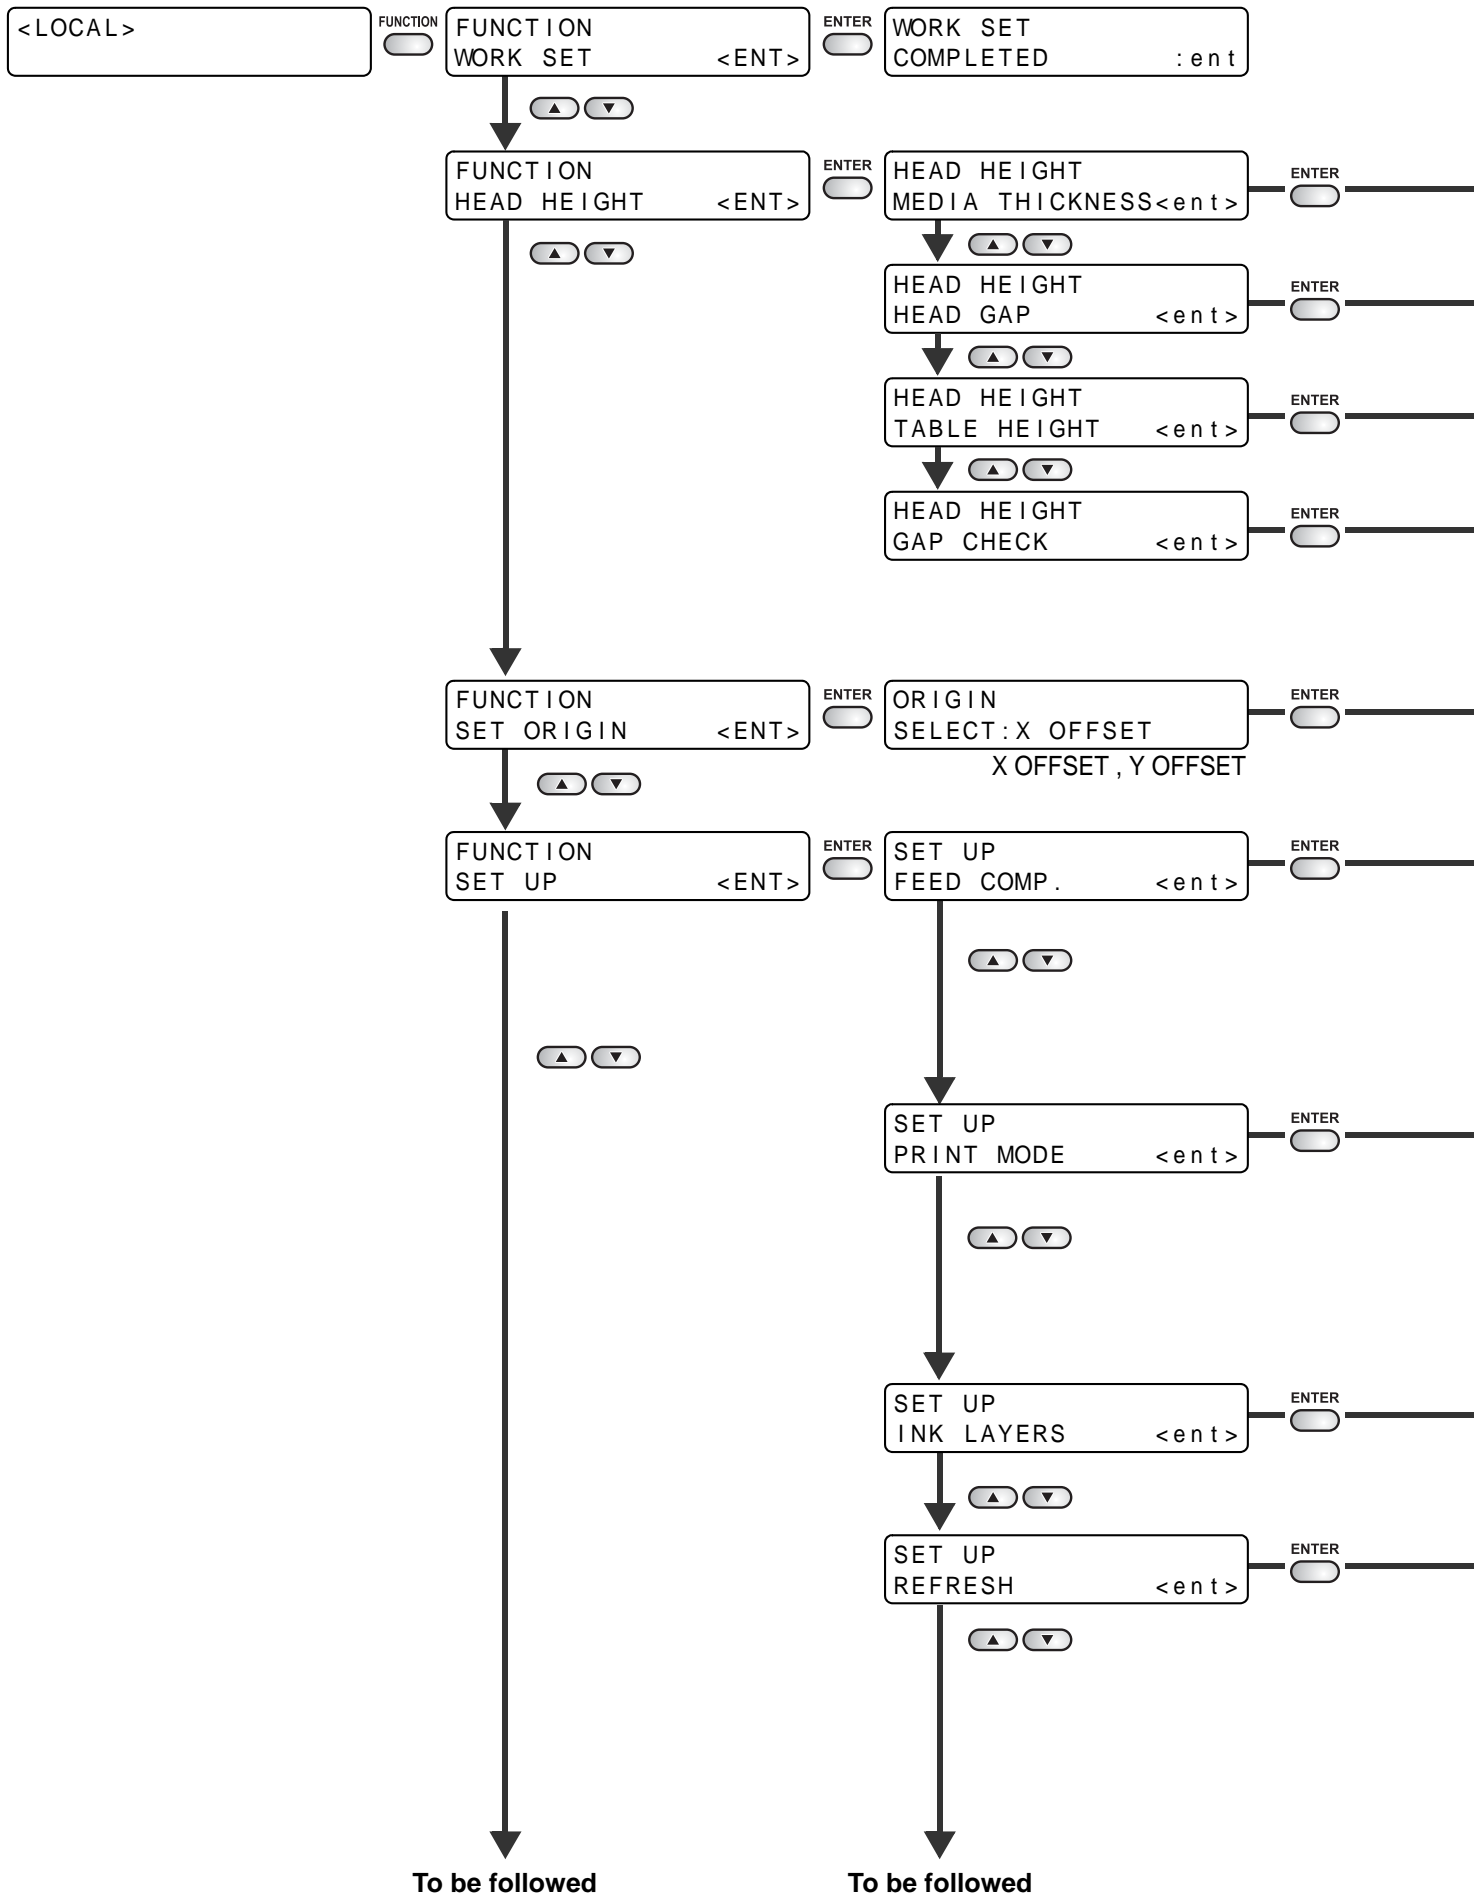 <LOCAL>
FUNCTION
FUNCTION
WORK SET <ENT>
ENTER
WORK SET
COMPLETED :ent
FUNCTION
HEAD HEIGHT <ENT>
ENTER
HEAD HEIGHT
MEDIA THICKNESS<ent>
ENTER
HEAD HEIGHT
HEAD GAP <ent>
ENTER
HEAD HEIGHT
TABLE HEIGHT <ent>
ENTER
HEAD HEIGHT
GAP CHECK <ent>
ENTER
FUNCTION
SET ORIGIN <ENT>
ENTER
ORIGIN
SELECT:X OFFSET
ENTER
X OFFSET , Y OFFSET
FUNCTION
SET UP <ENT>
ENTER
SET UP
FEED COMP. <ent>
ENTER
SET UP
PRINT MODE <ent>
ENTER
SET UP
INK LAYERS <ent>
ENTER
SET UP
REFRESH <ent>
ENTER
To be followed
To be followed